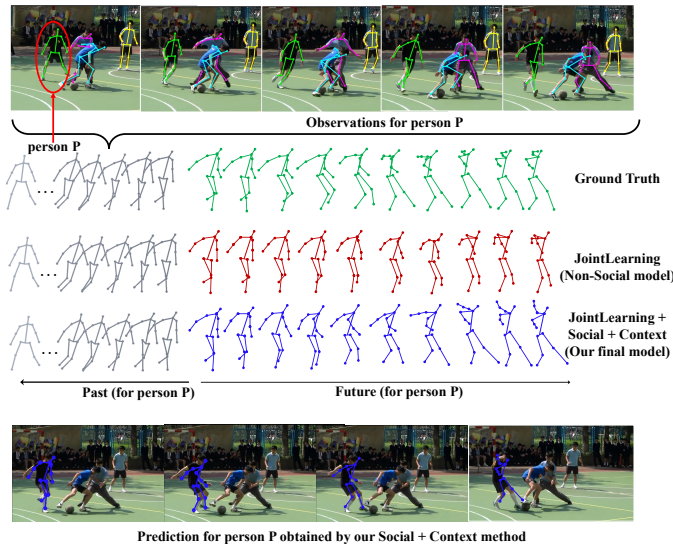 Observations for person P
person P
...
Ground Truth
...
JointLearning
(Non-Social model)
...
JointLearning +
Social + Context
(Our final model)
Past (for person P)
Future (for person P)
Prediction for person P obtained by our Social + Context method